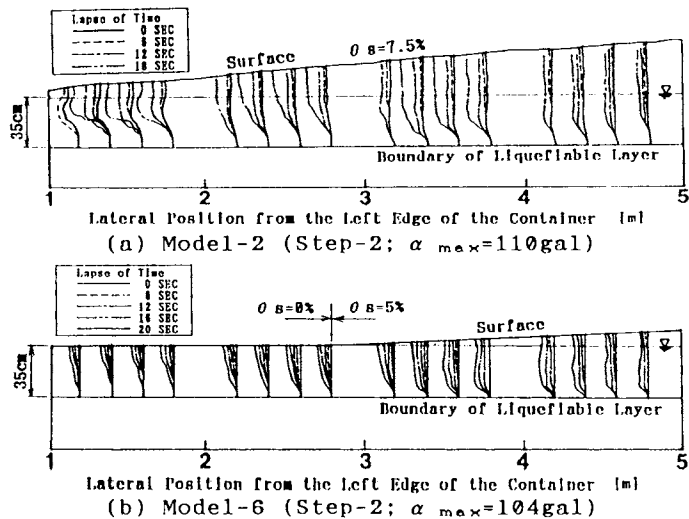 Lapse of Time
0 SEC
6 SEC
12 SEC
18 SEC
Surface
θ s=7.5%
35cm
Boundary of Liquefiable Layer
1 2 3 4 5
Lateral Position from the Left Edge of the Container [m]
(a) Model-2 (Step-2; α max=110gal)
Lapse of Time
0 SEC
8 SEC
12 SEC
16 SEC
20 SEC
θ s=0% θ s=5%
Surface
35cm
Boundary of Liquefiable Layer
1 2 3 4 5
Lateral Position from the Left Edge of the Container [m]
(b) Model-6 (Step-2; α max=104gal)